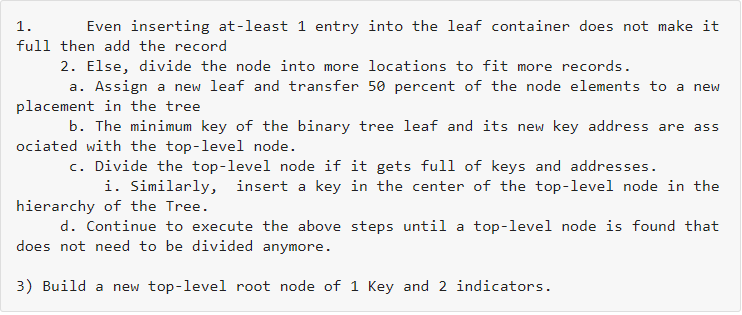 1.      Even inserting at-least 1 entry into the leaf container does not make it
full then add the record
     2. Else, divide the node into more locations to fit more records.
      a. Assign a new leaf and transfer 50 percent of the node elements to a new
placement in the tree
      b. The minimum key of the binary tree leaf and its new key address are ass
ociated with the top-level node.
      c. Divide the top-level node if it gets full of keys and addresses.
          i. Similarly,  insert a key in the center of the top-level node in the
hierarchy of the Tree.
     d. Continue to execute the above steps until a top-level node is found that
does not need to be divided anymore.

3) Build a new top-level root node of 1 Key and 2 indicators.